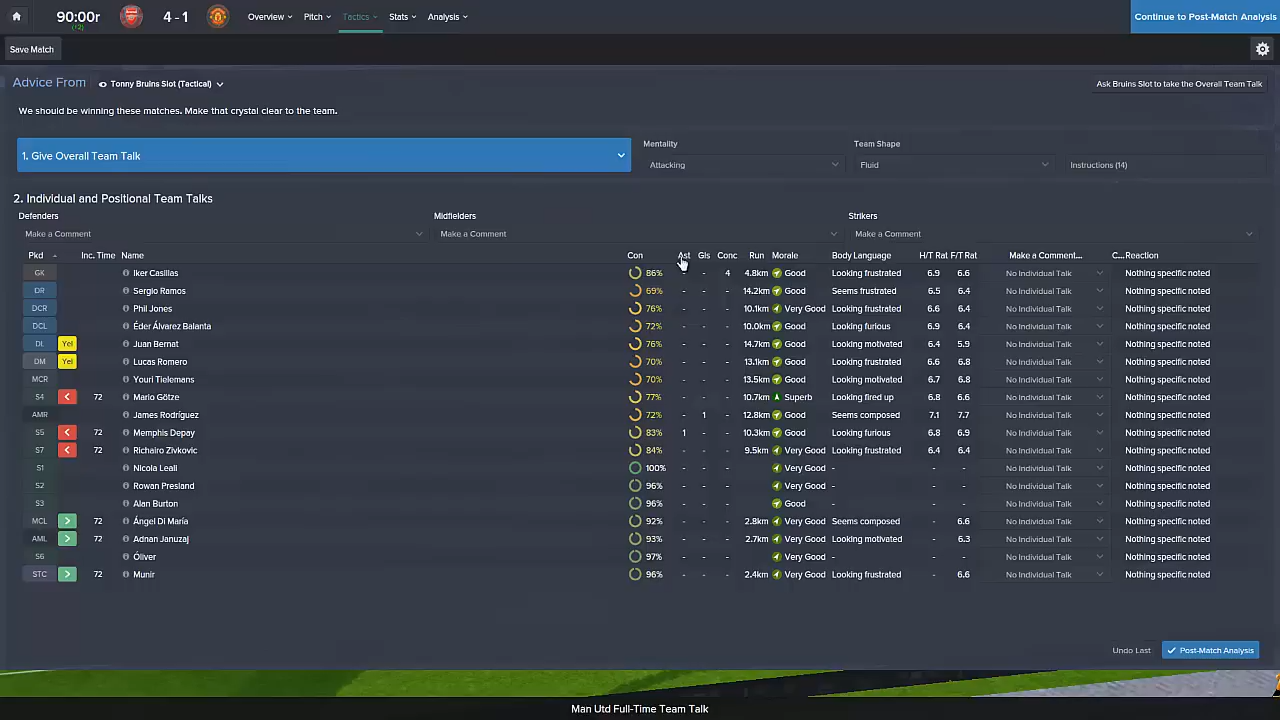 90:00r 4 - 1 Overview Pitch Tactics Stats Analysis Continue to Post-Match Analysis
(+2)
Save Match
Advice From Tonny Bruins Slot (Tactical) Ask Bruins Slot to take the Overall Team Talk
We should be winning these matches. Make that crystal clear to the team.
Mentality Team Shape
1. Give Overall Team Talk Attacking Fluid Instructions (14)
2. Individual and Positional Team Talks
Defenders Midfielders Strikers
Make a Comment Make a Comment Make a Comment
Pkd Inc. Time Name Con Ast Gls Conc Run Morale Body Language H/T Rat F/T Rat Make a Comment... C... Reaction
GK Iker Casillas 86% - - 4 4.8km Good Looking frustrated 6.9 6.6 No Individual Talk Nothing specific noted
DR Sergio Ramos 69% - - - 14.2km Good Seems frustrated 6.5 6.4 No Individual Talk Nothing specific noted
DCR Phil Jones 76% - - - 10.1km Very Good Looking frustrated 6.6 6.4 No Individual Talk Nothing specific noted
DCL Éder Álvarez Balanta 72% - - - 10.0km Good Looking furious 6.9 6.4 No Individual Talk Nothing specific noted
DL Yel Juan Bernat 76% - - - 14.7km Good Looking motivated 6.4 5.9 No Individual Talk Nothing specific noted
DM Yel Lucas Romero 70% - - - 13.1km Good Looking frustrated 6.6 6.8 No Individual Talk Nothing specific noted
MCR Youri Tielemans 70% - - - 13.5km Good Looking motivated 6.7 6.8 No Individual Talk Nothing specific noted
S4 72 Mario Götze 77% - - - 10.7km Superb Looking fired up 6.8 6.6 No Individual Talk Nothing specific noted
AMR James Rodríguez 72% - 1 - 12.8km Good Seems composed 7.1 7.7 No Individual Talk Nothing specific noted
S5 72 Memphis Depay 83% 1 - - 10.3km Good Looking furious 6.8 6.9 No Individual Talk Nothing specific noted
S7 72 Richairo Zivkovic 84% - - - 9.5km Very Good Looking frustrated 6.4 6.4 No Individual Talk Nothing specific noted
S1 Nicola Leali 100% - - - Very Good - - - No Individual Talk Nothing specific noted
S2 Rowan Presland 96% - - - Very Good - - - No Individual Talk Nothing specific noted
S3 Alan Burton 96% - - - Good - - - No Individual Talk Nothing specific noted
MCL 72 Ángel Di María 92% - - - 2.8km Very Good Seems composed - 6.6 No Individual Talk Nothing specific noted
AML 72 Adnan Januzaj 93% - - - 2.7km Very Good Looking motivated - 6.3 No Individual Talk Nothing specific noted
S6 Óliver 97% - - - Very Good - - - No Individual Talk Nothing specific noted
STC 72 Munir 96% - - - 2.4km Very Good Looking frustrated - 6.6 No Individual Talk Nothing specific noted
Undo Last Post-Match Analysis
Man Utd Full-Time Team Talk